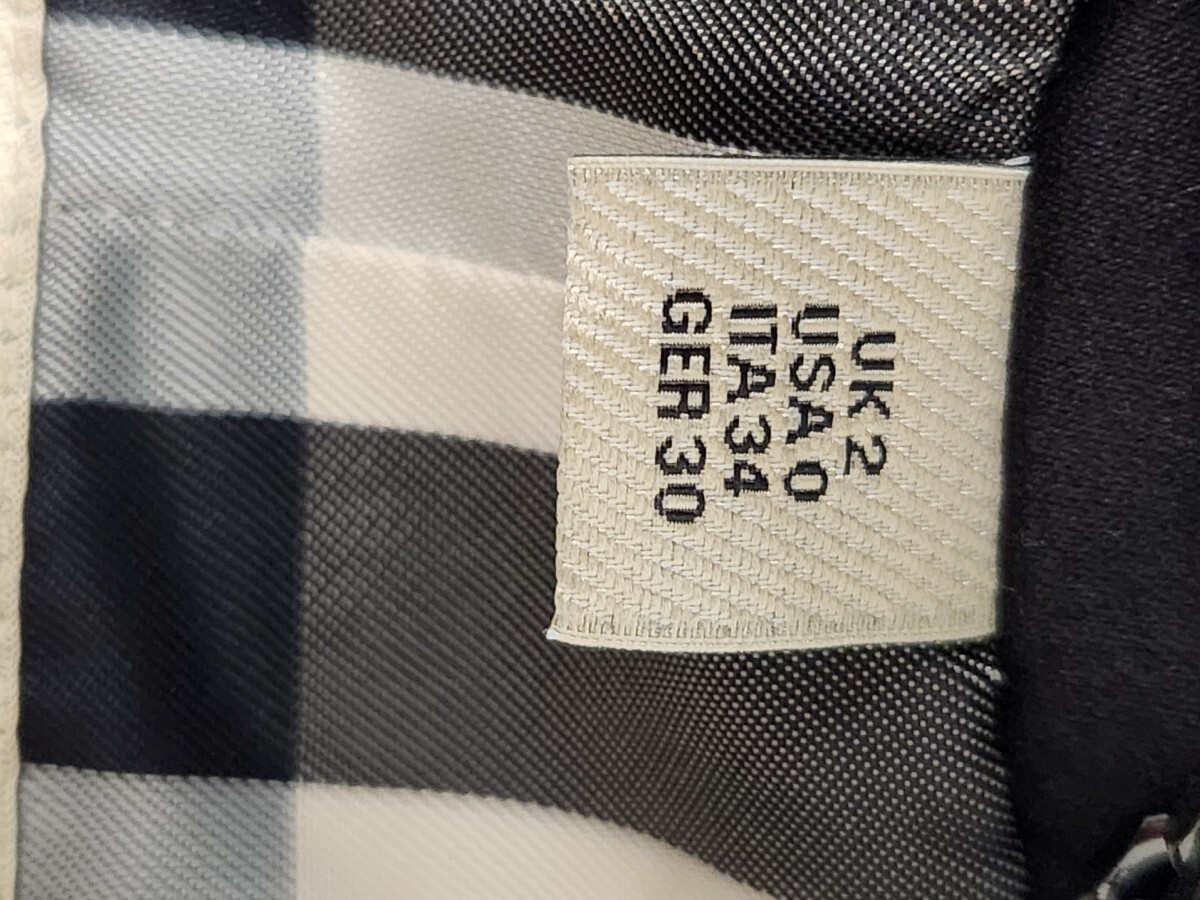 UK 2
USA 0
ITA 34
GER 30